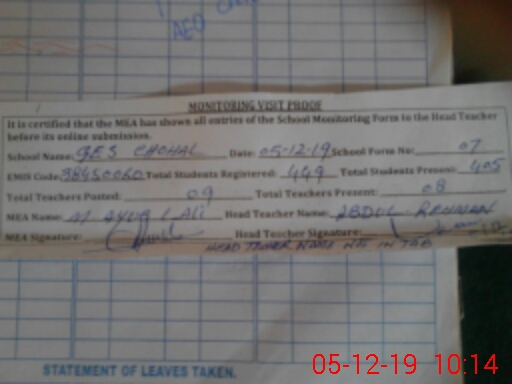 AEO
MONITORING VISIT PROOF
It is certified that the MEA has shown all entries of the School Monitoring Form to the Head Teacher
before its online submission.
School Name: GES CHOHAL Date: 05-12-19 School Form No: 07
EMIS Code: 38450060 Total Students Registered: 449 Total Students Present: 405
Total Teachers Posted: 09 Total Teachers Present: 08
MEA Name: M AYUB ALI Head Teacher Name: ABDUL REHMAN
MEA Signature: Head Teacher Signature:
HEAD TEACHER NAME NOT IN TAB
STATEMENT OF LEAVES TAKEN.
05-12-19 10:14